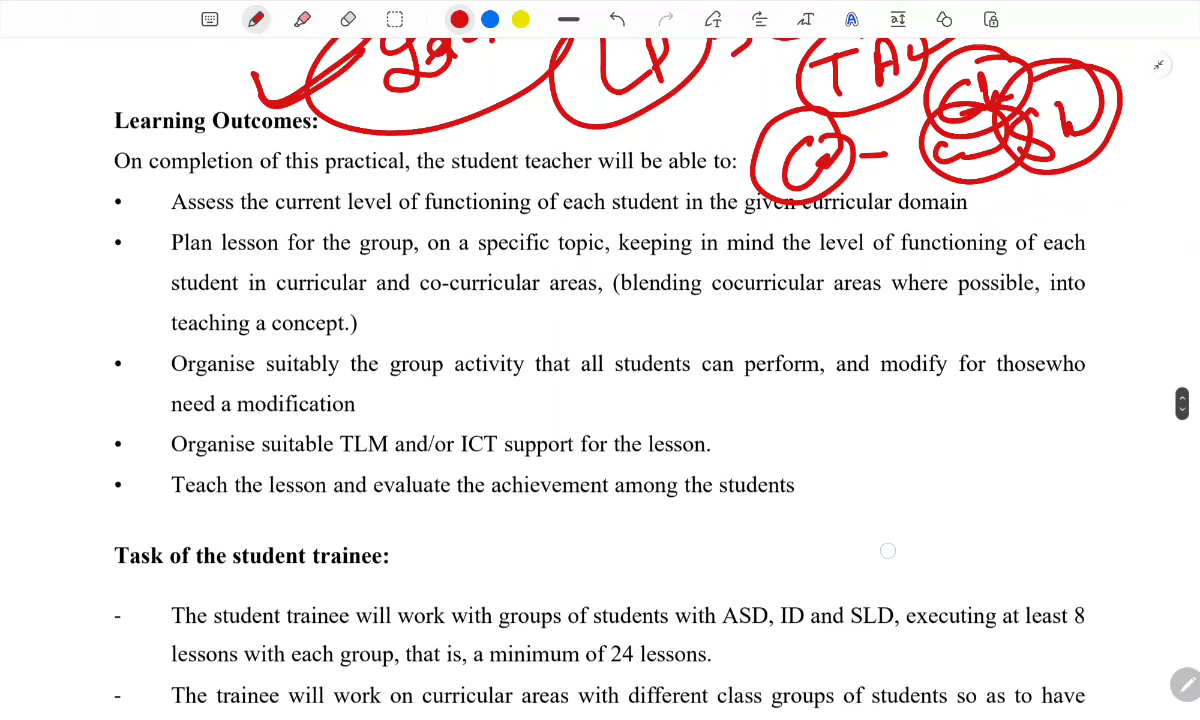 TAY
Learning Outcomes:
On completion of this practical, the student teacher will be able to:
• Assess the current level of functioning of each student in the given curricular domain
• Plan lesson for the group, on a specific topic, keeping in mind the level of functioning of each
student in curricular and co-curricular areas, (blending cocurricular areas where possible, into
teaching a concept.)
• Organise suitably the group activity that all students can perform, and modify for thosewho
need a modification
• Organise suitable TLM and/or ICT support for the lesson.
• Teach the lesson and evaluate the achievement among the students
Task of the student trainee:
- The student trainee will work with groups of students with ASD, ID and SLD, executing at least 8
lessons with each group, that is, a minimum of 24 lessons.
- The trainee will work on curricular areas with different class groups of students so as to have